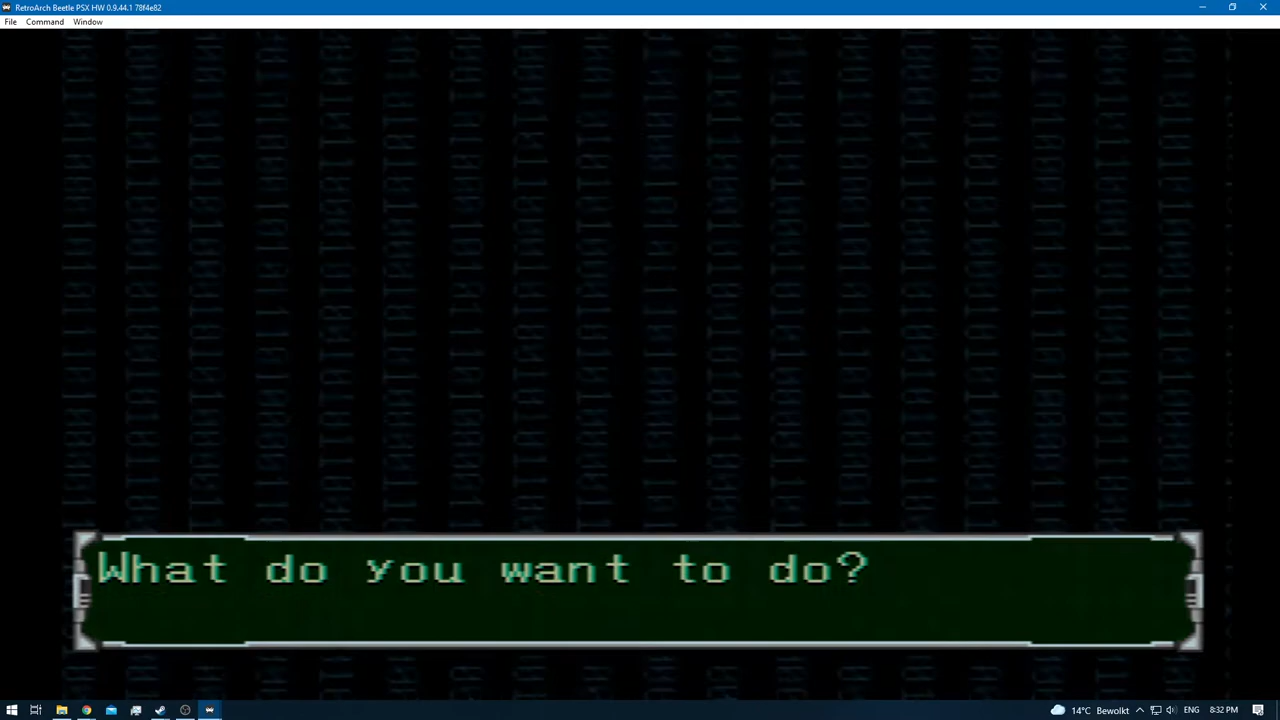 RetroArch Beetle PSX HW 0.9.44.1 78f4e82
File Command Window
What do you want to do?
14°C Bewolkt ENG 8:32 PM